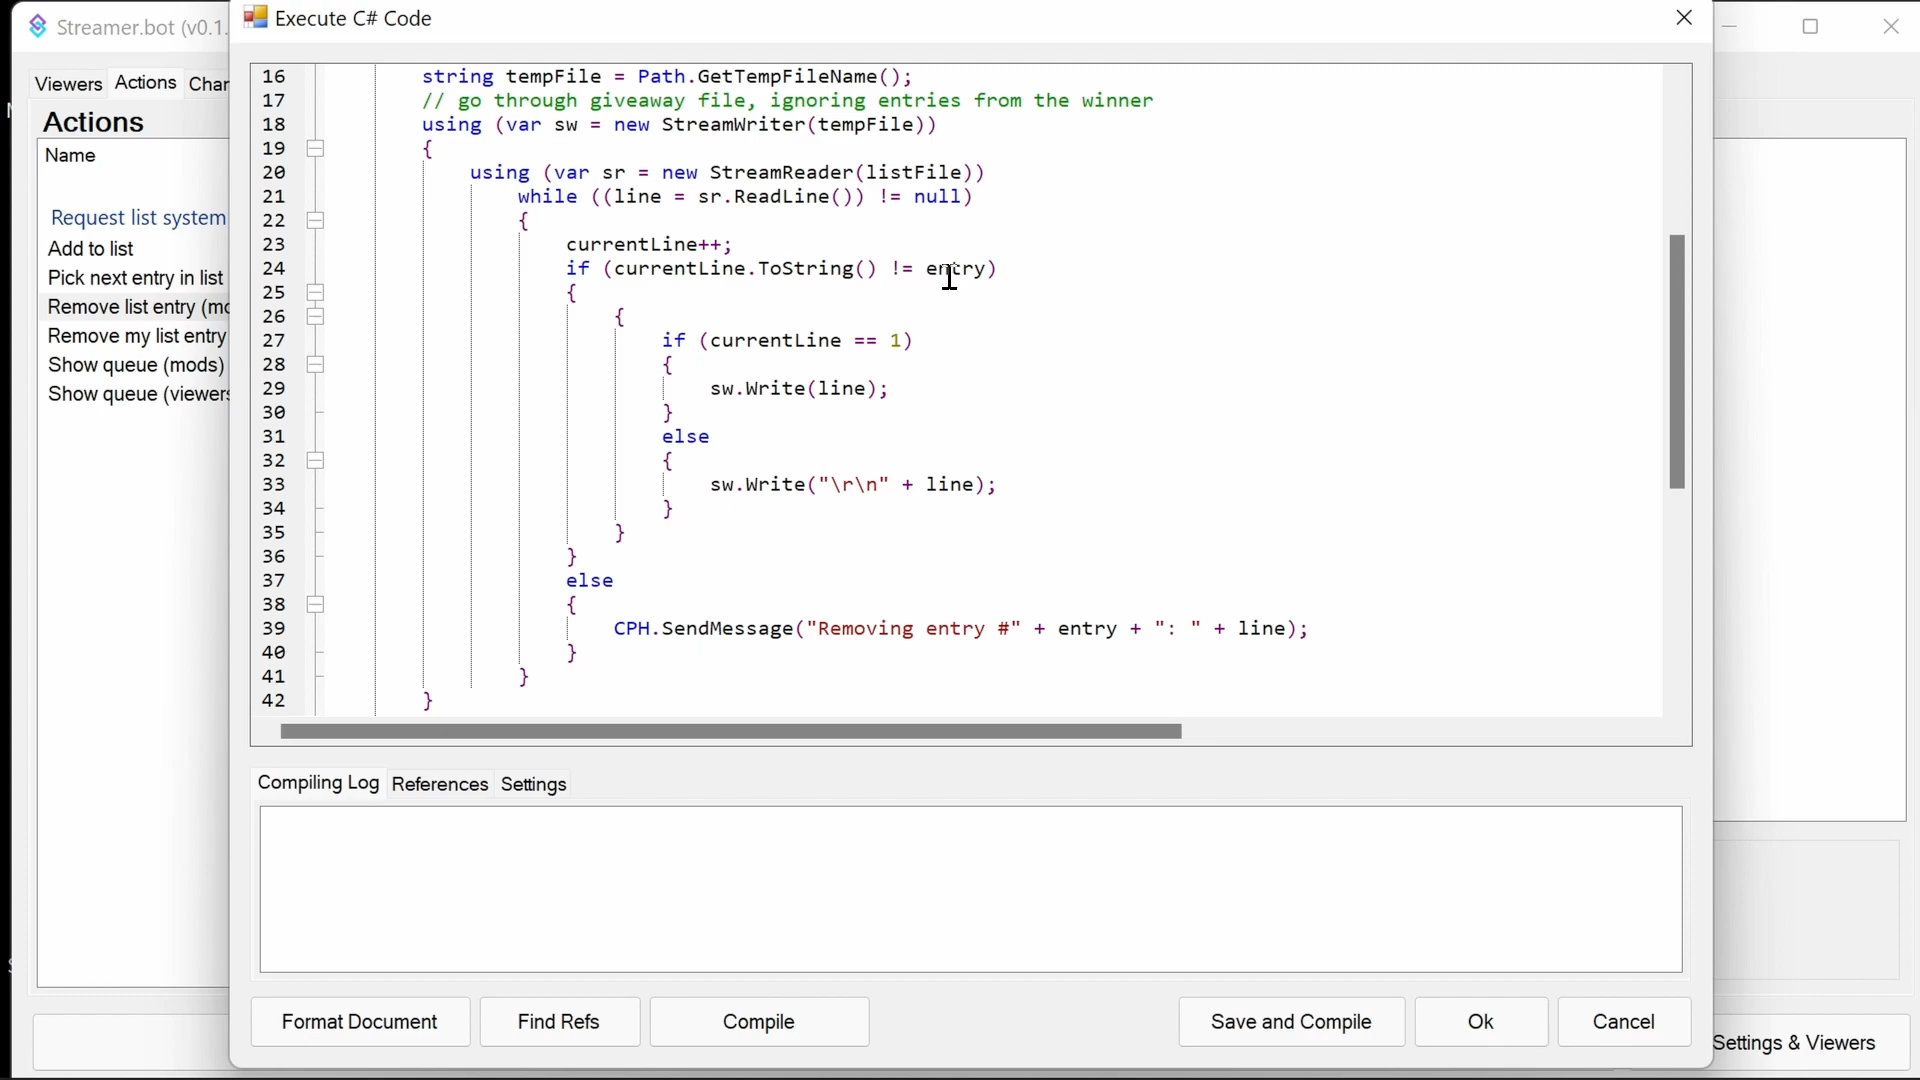 Streamer.bot (v0.1.
Execute C# Code
Viewers Actions Char
Actions
Name
Request list system
Add to list
Pick next entry in list
Remove list entry (mo
Remove my list entry
Show queue (mods)
Show queue (viewers
16 string tempFile = Path.GetTempFileName();
17 // go through giveaway file, ignoring entries from the winner
18 using (var sw = new StreamWriter(tempFile))
19 {
20 using (var sr = new StreamReader(listFile))
21 while ((line = sr.ReadLine()) != null)
22 {
23 currentLine++;
24 if (currentLine.ToString() != entry)
25 {
26 {
27 if (currentLine == 1)
28 {
29 sw.Write(line);
30 }
31 else
32 {
33 sw.Write("\r\n" + line);
34 }
35 }
36 }
37 else
38 {
39 CPH.SendMessage("Removing entry #" + entry + ": " + line);
40 }
41 }
42 }
Compiling Log References Settings
Format Document Find Refs Compile Save and Compile Ok Cancel
Settings & Viewers